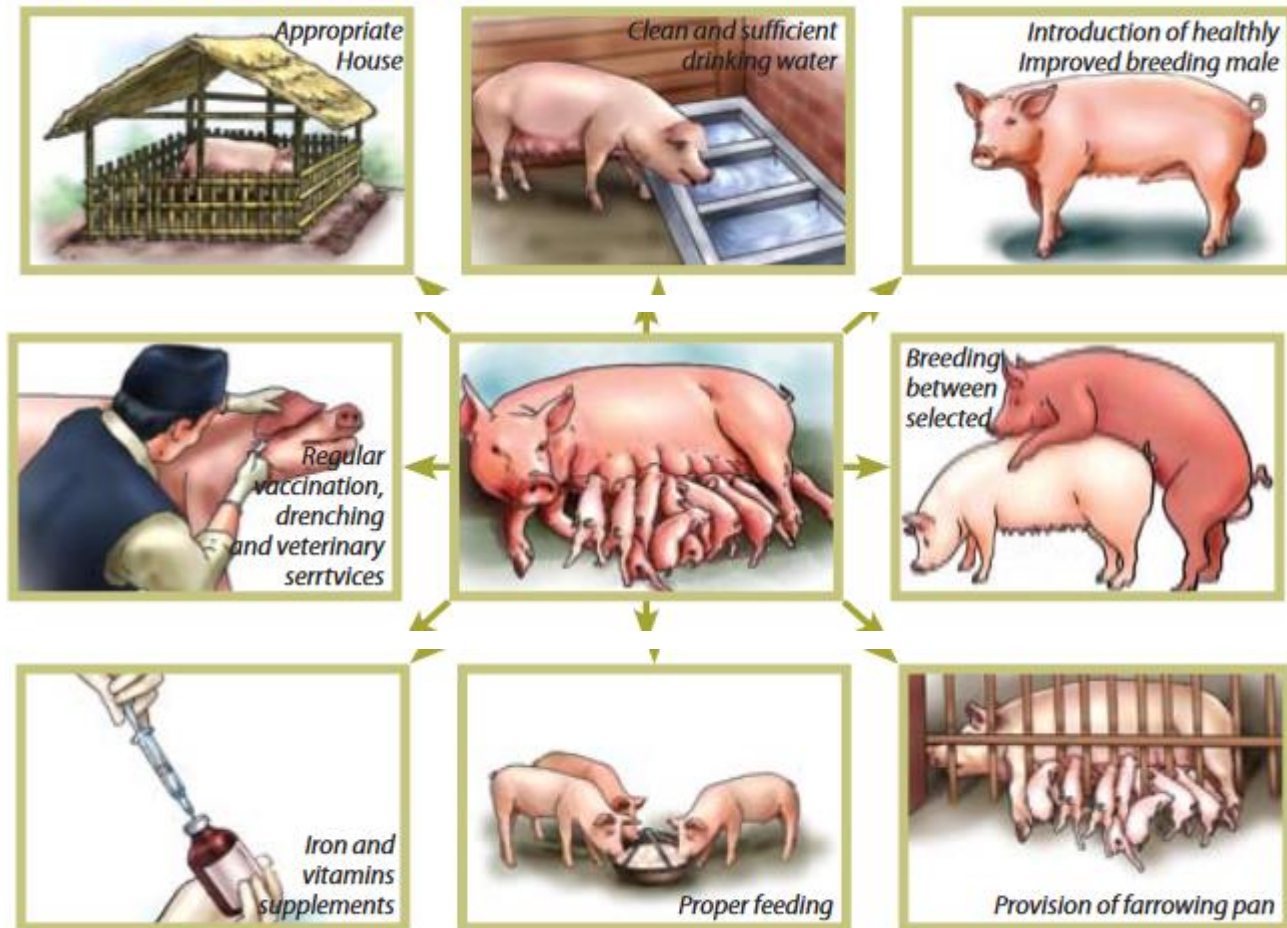 Appropriate
House
Clean and sufficient
drinking water
Introduction of healthly
Improved breeding male
Regular
vaccination,
drenching
and veterinary
serrtvices
Breeding
between
selected
Iron and
vitamins
supplements
Proper feeding
Provision of farrowing pan